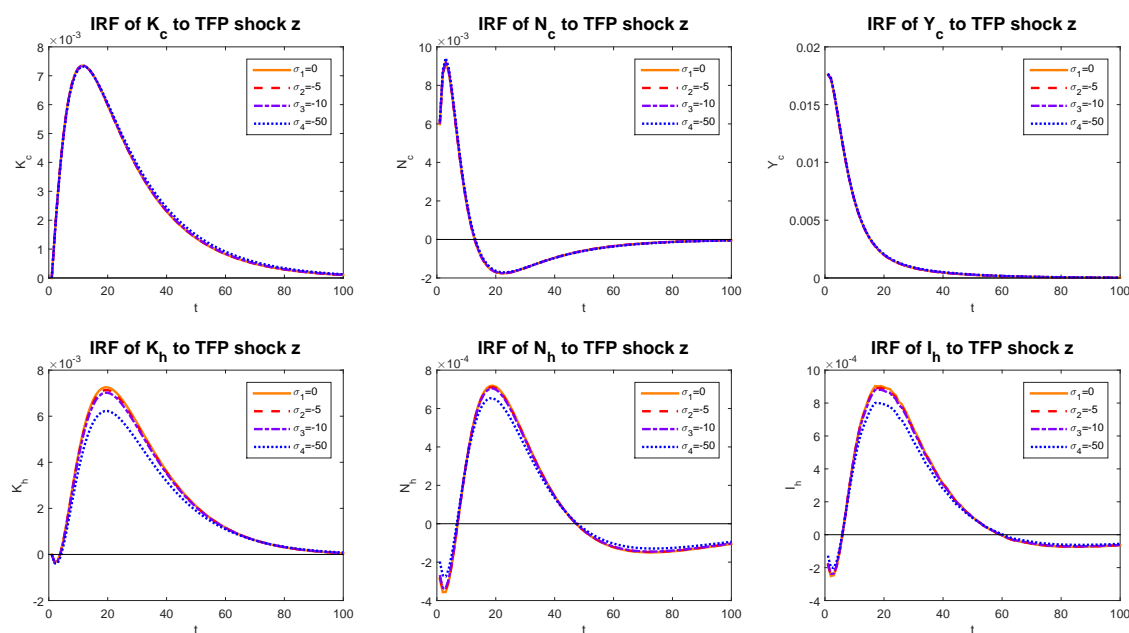 IRF of K_c to TFP shock z
×10^-3
8
7
6
5
4
3
2
1
0
K_c
0 20 40 60 80 100
t
σ_1=0
σ_2=-5
σ_3=-10
σ_4=-50
IRF of N_c to TFP shock z
×10^-3
10
8
6
4
2
0
-2
N_c
0 20 40 60 80 100
t
σ_1=0
σ_2=-5
σ_3=-10
σ_4=-50
IRF of Y_c to TFP shock z
0.02
0.015
0.01
0.005
0
Y_c
0 20 40 60 80 100
t
σ_1=0
σ_2=-5
σ_3=-10
σ_4=-50
IRF of K_h to TFP shock z
×10^-3
8
6
4
2
0
-2
K_h
0 20 40 60 80 100
t
σ_1=0
σ_2=-5
σ_3=-10
σ_4=-50
IRF of N_h to TFP shock z
×10^-4
8
6
4
2
0
-2
-4
N_h
0 20 40 60 80 100
t
σ_1=0
σ_2=-5
σ_3=-10
σ_4=-50
IRF of I_h to TFP shock z
×10^-4
10
8
6
4
2
0
-2
-4
I_h
0 20 40 60 80 100
t
σ_1=0
σ_2=-5
σ_3=-10
σ_4=-50